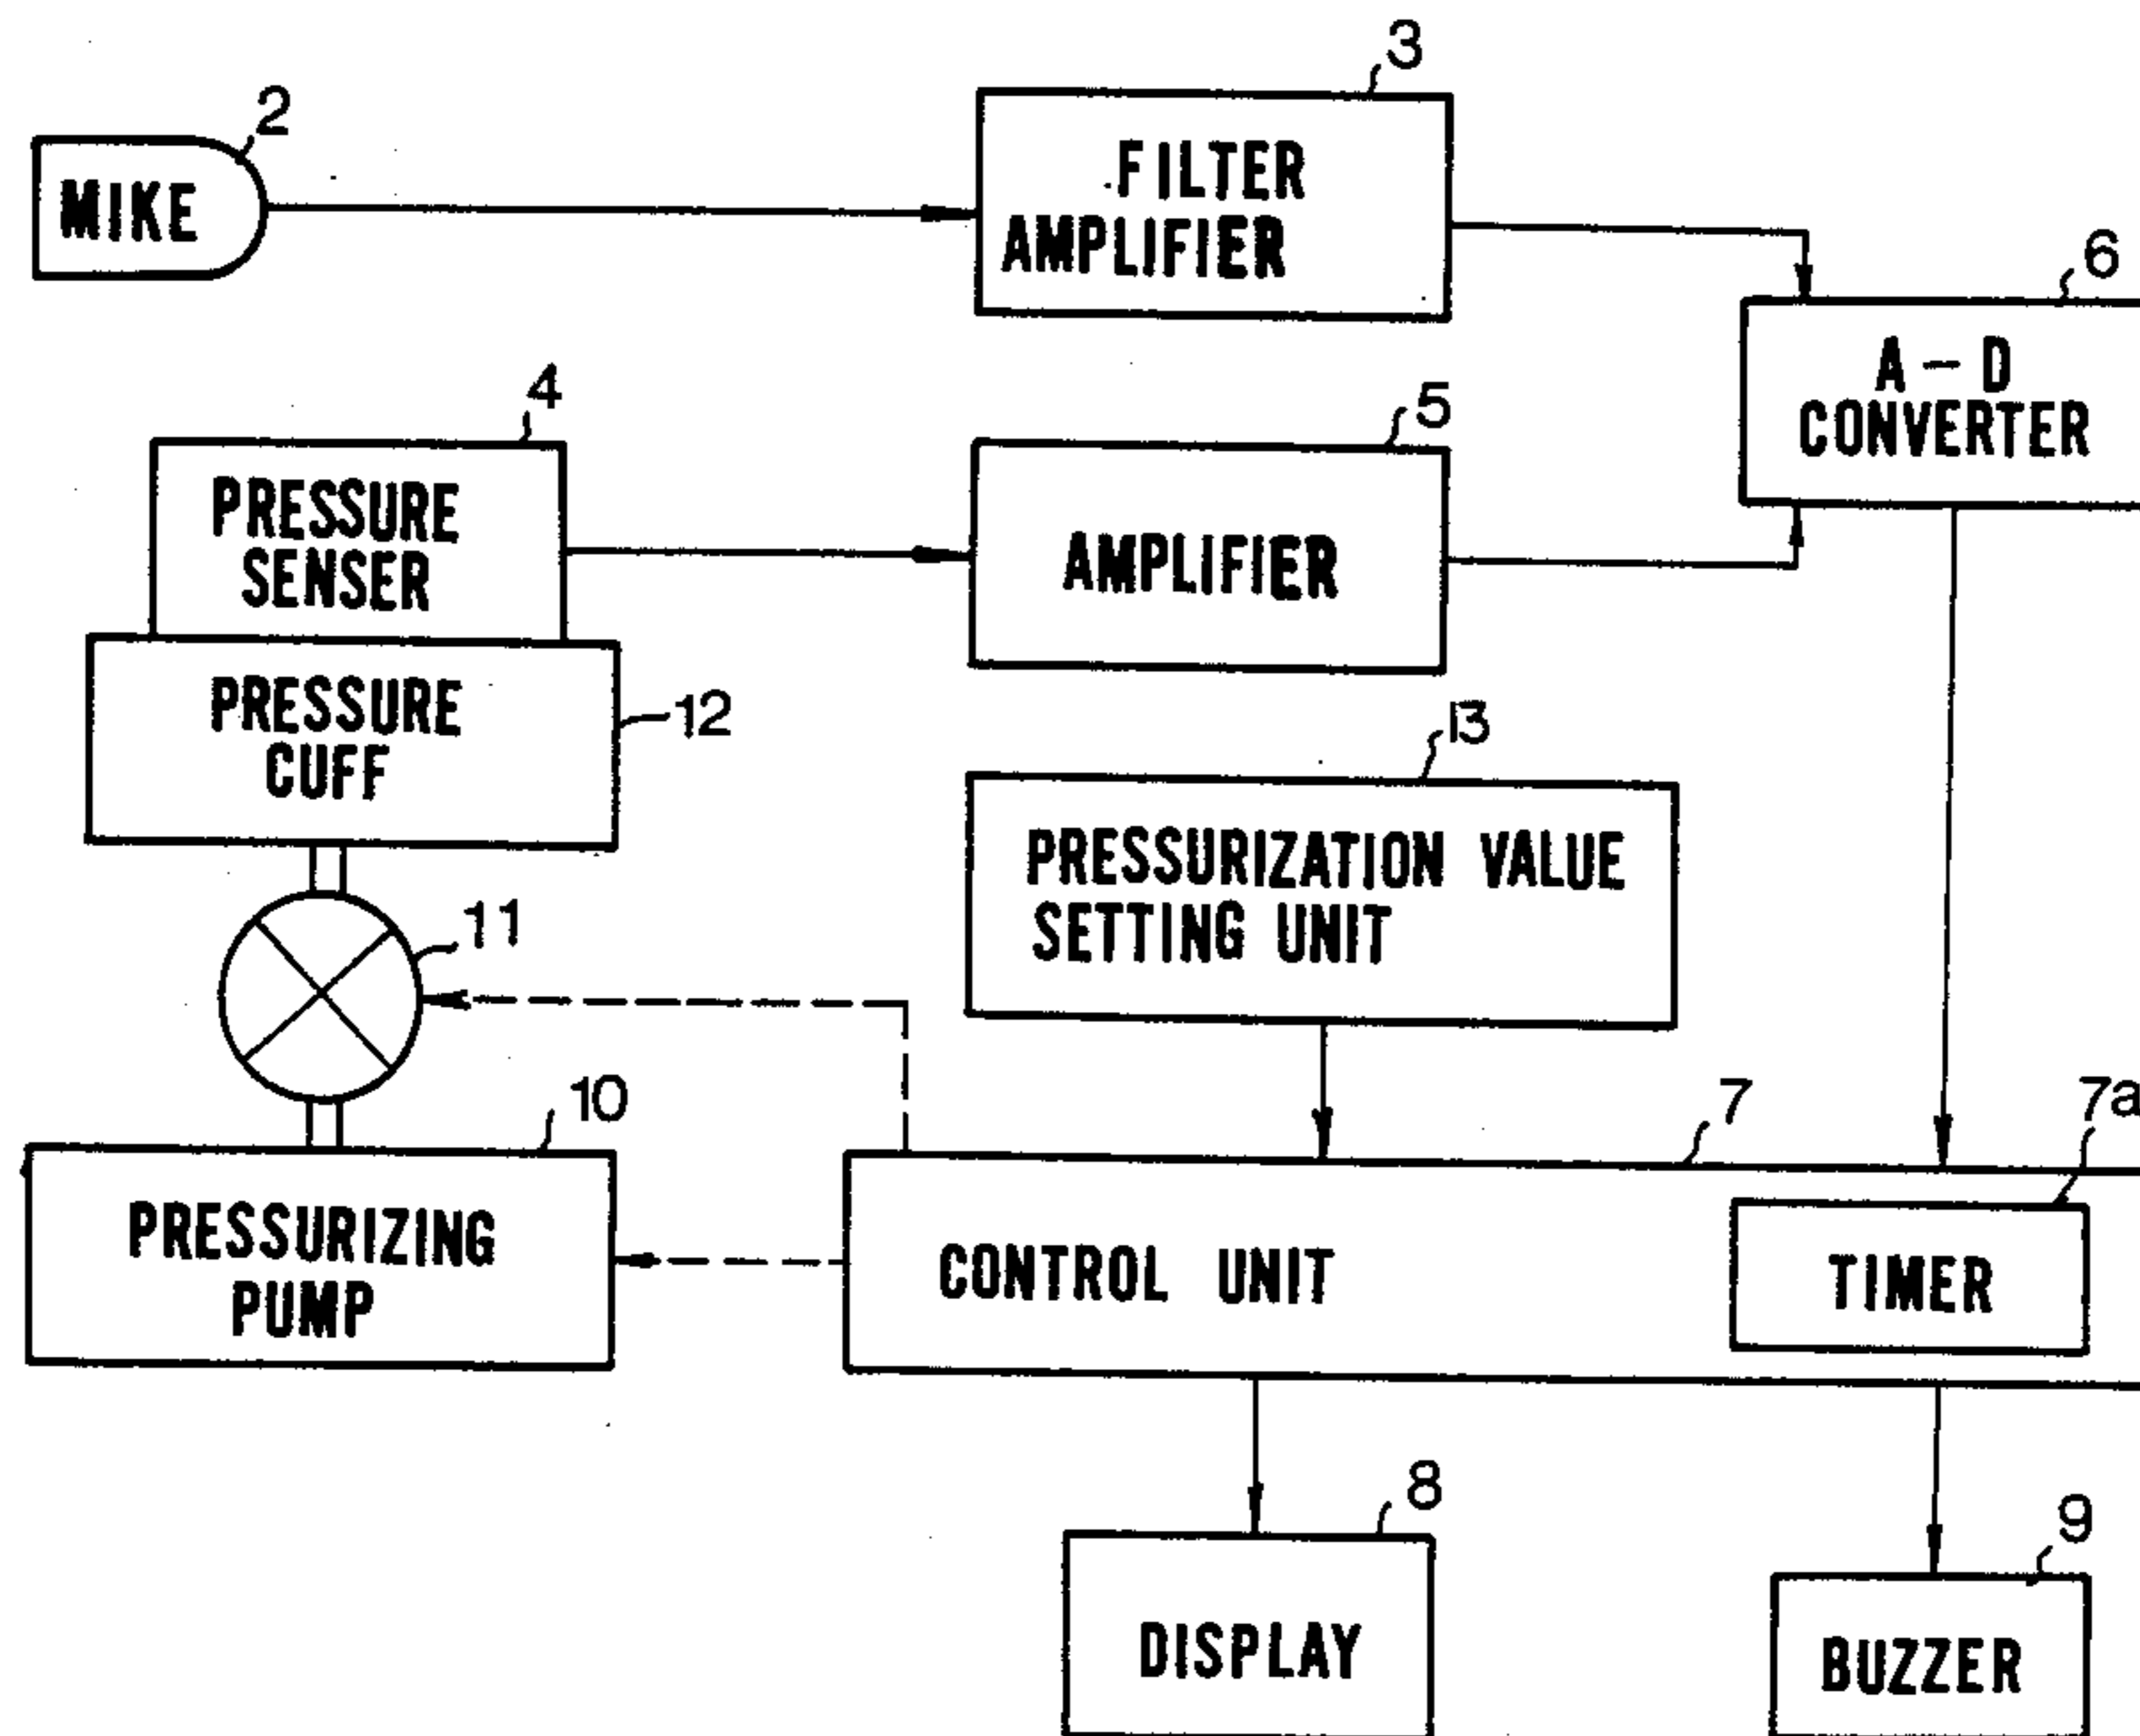 3
2
FILTER
AMPLIFIER
MIKE
6
A-D
CONVERTER
4
5
PRESSURE
SENSER
AMPLIFIER
PRESSURE
CUFF
12
13
PRESSURIZATION VALUE
SETTING UNIT
11
10
7
7a
PRESSURIZING
PUMP
CONTROL UNIT
TIMER
8
9
DISPLAY
BUZZER